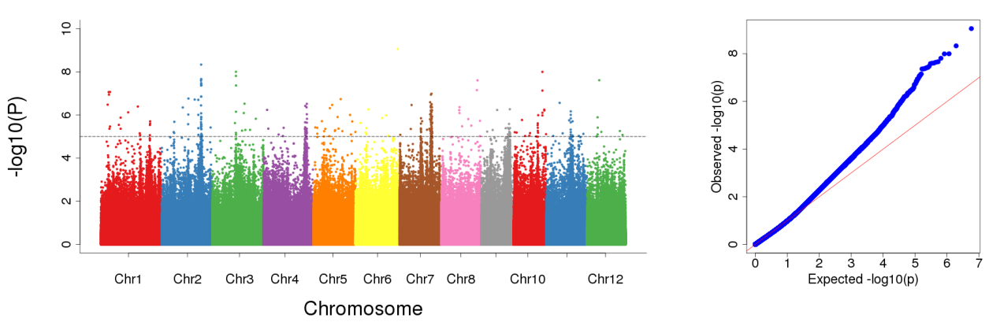 -log10(P)
10
8
6
4
2
0
Chr1 Chr2 Chr3 Chr4 Chr5 Chr6 Chr7 Chr8 Chr10 Chr12
Chromosome
Observed -log10(p)
8
6
4
2
0
0 1 2 3 4 5 6 7
Expected -log10(p)